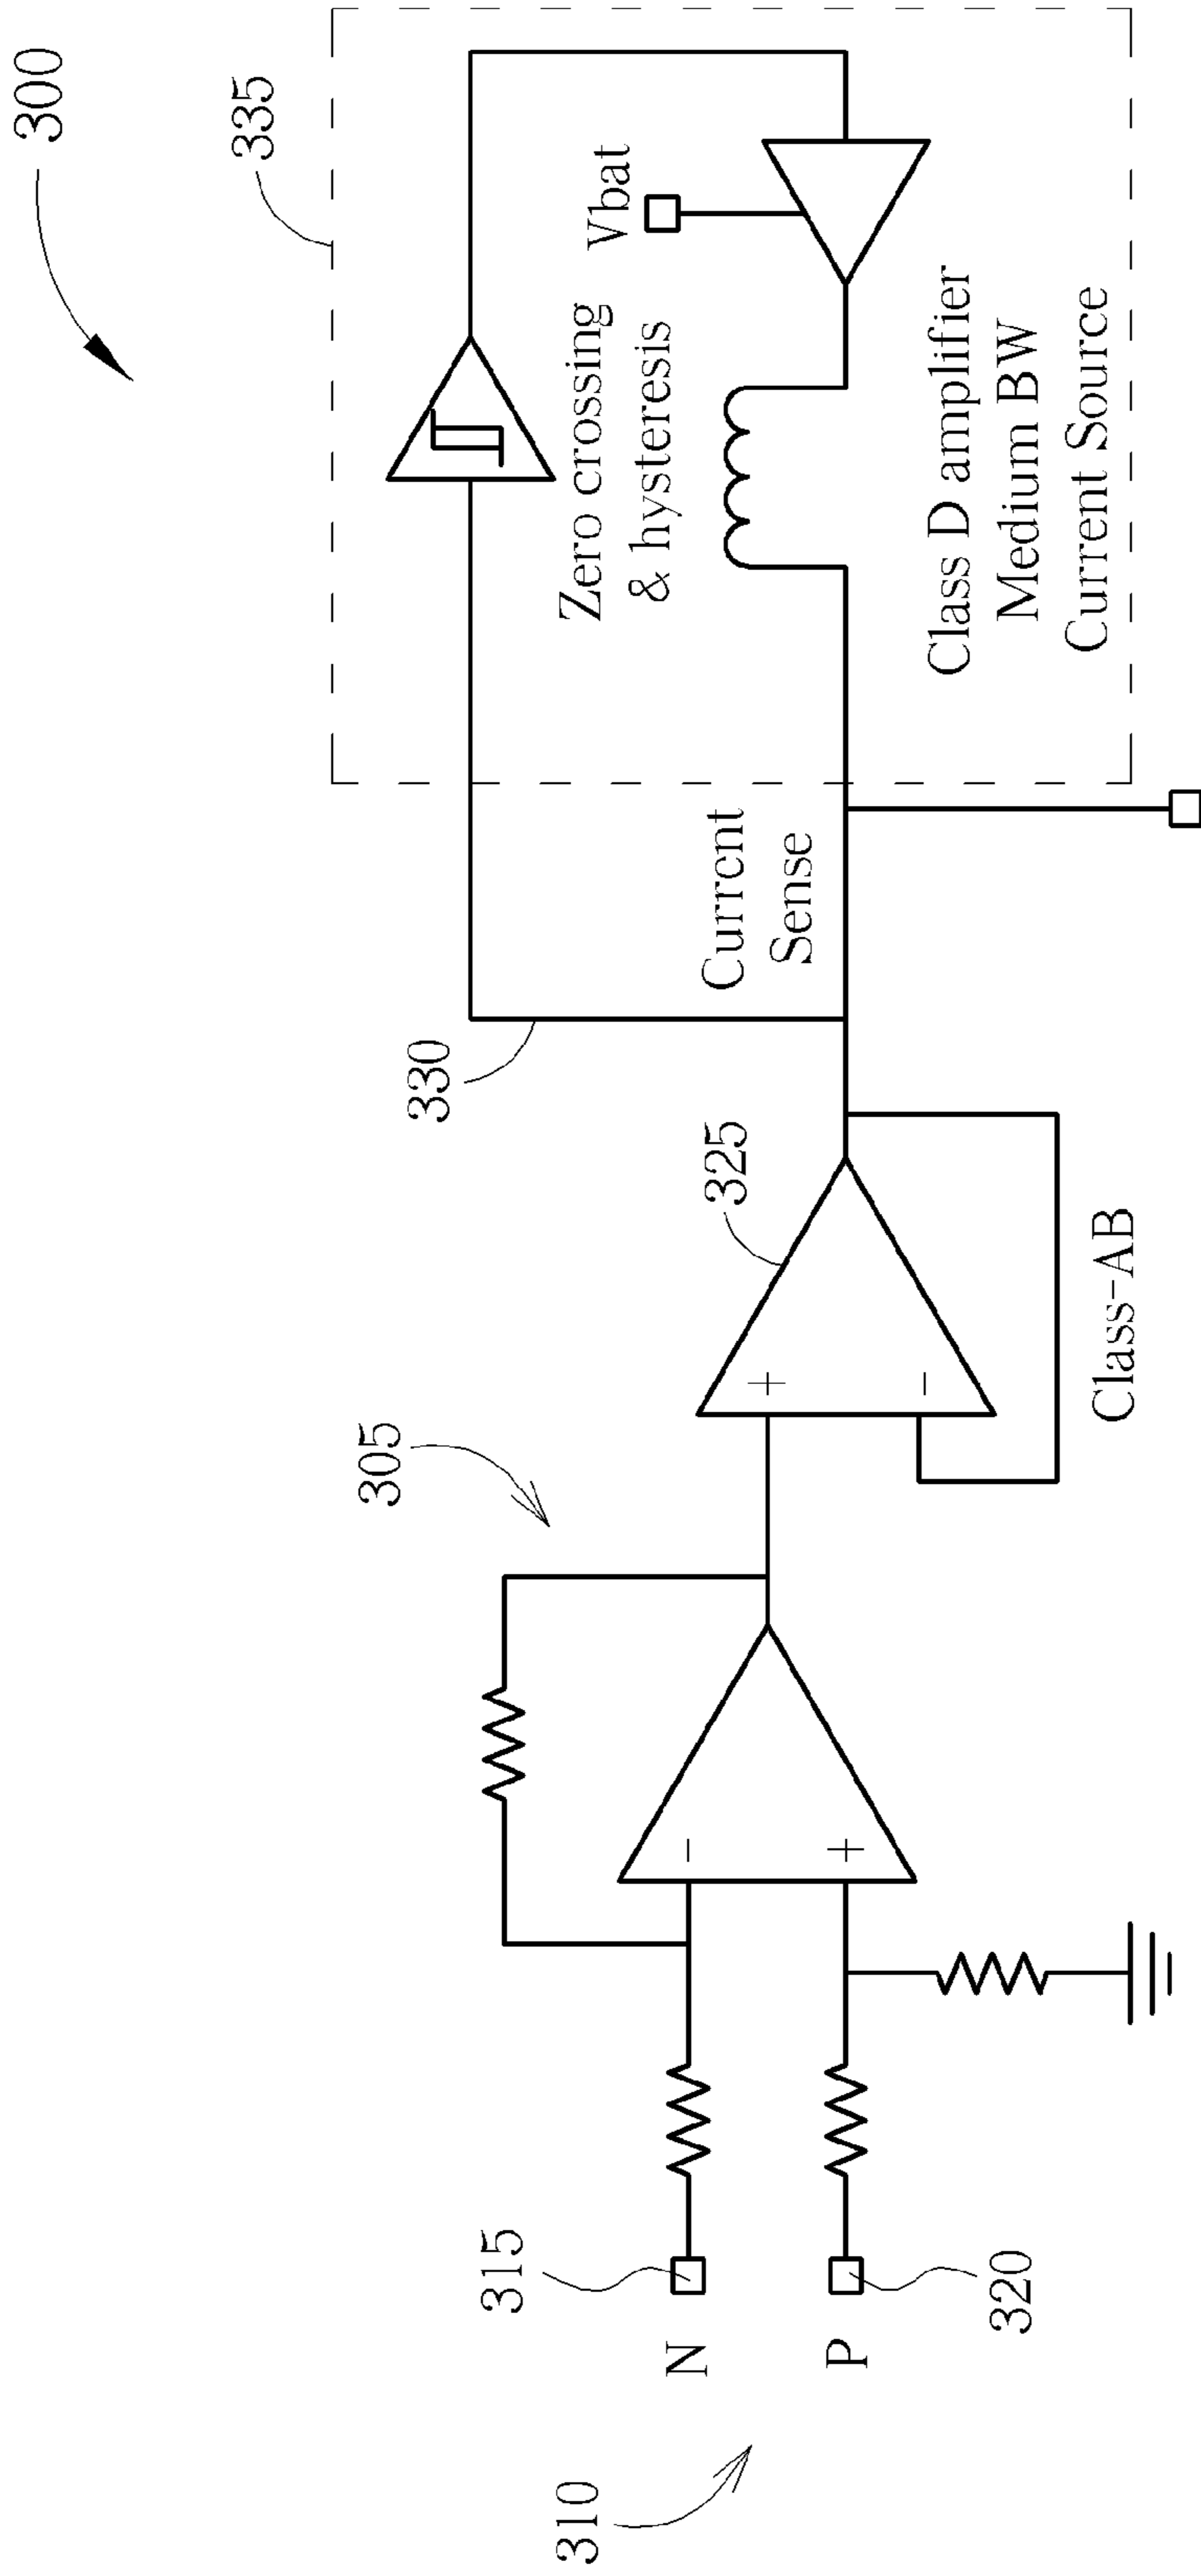 300
335
Vbat
Zero crossing
& hysteresis
Class D amplifier
Medium BW
Current Source
Current
Sense
330
325
+
-
Class-AB
305
-
+
315
N
P
320
310